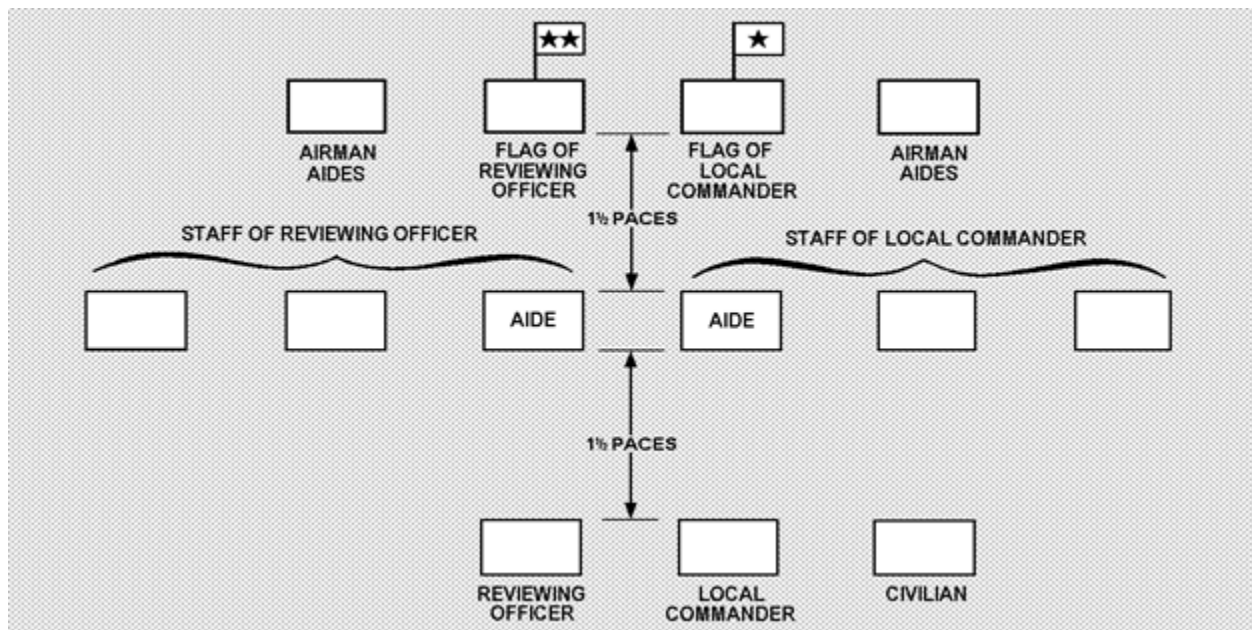 AIRMAN
AIDES
FLAG OF
REVIEWING
OFFICER
FLAG OF
LOCAL
COMMANDER
AIRMAN
AIDES
1½ PACES
STAFF OF REVIEWING OFFICER
STAFF OF LOCAL COMMANDER
AIDE
AIDE
1½ PACES
REVIEWING
OFFICER
LOCAL
COMMANDER
CIVILIAN